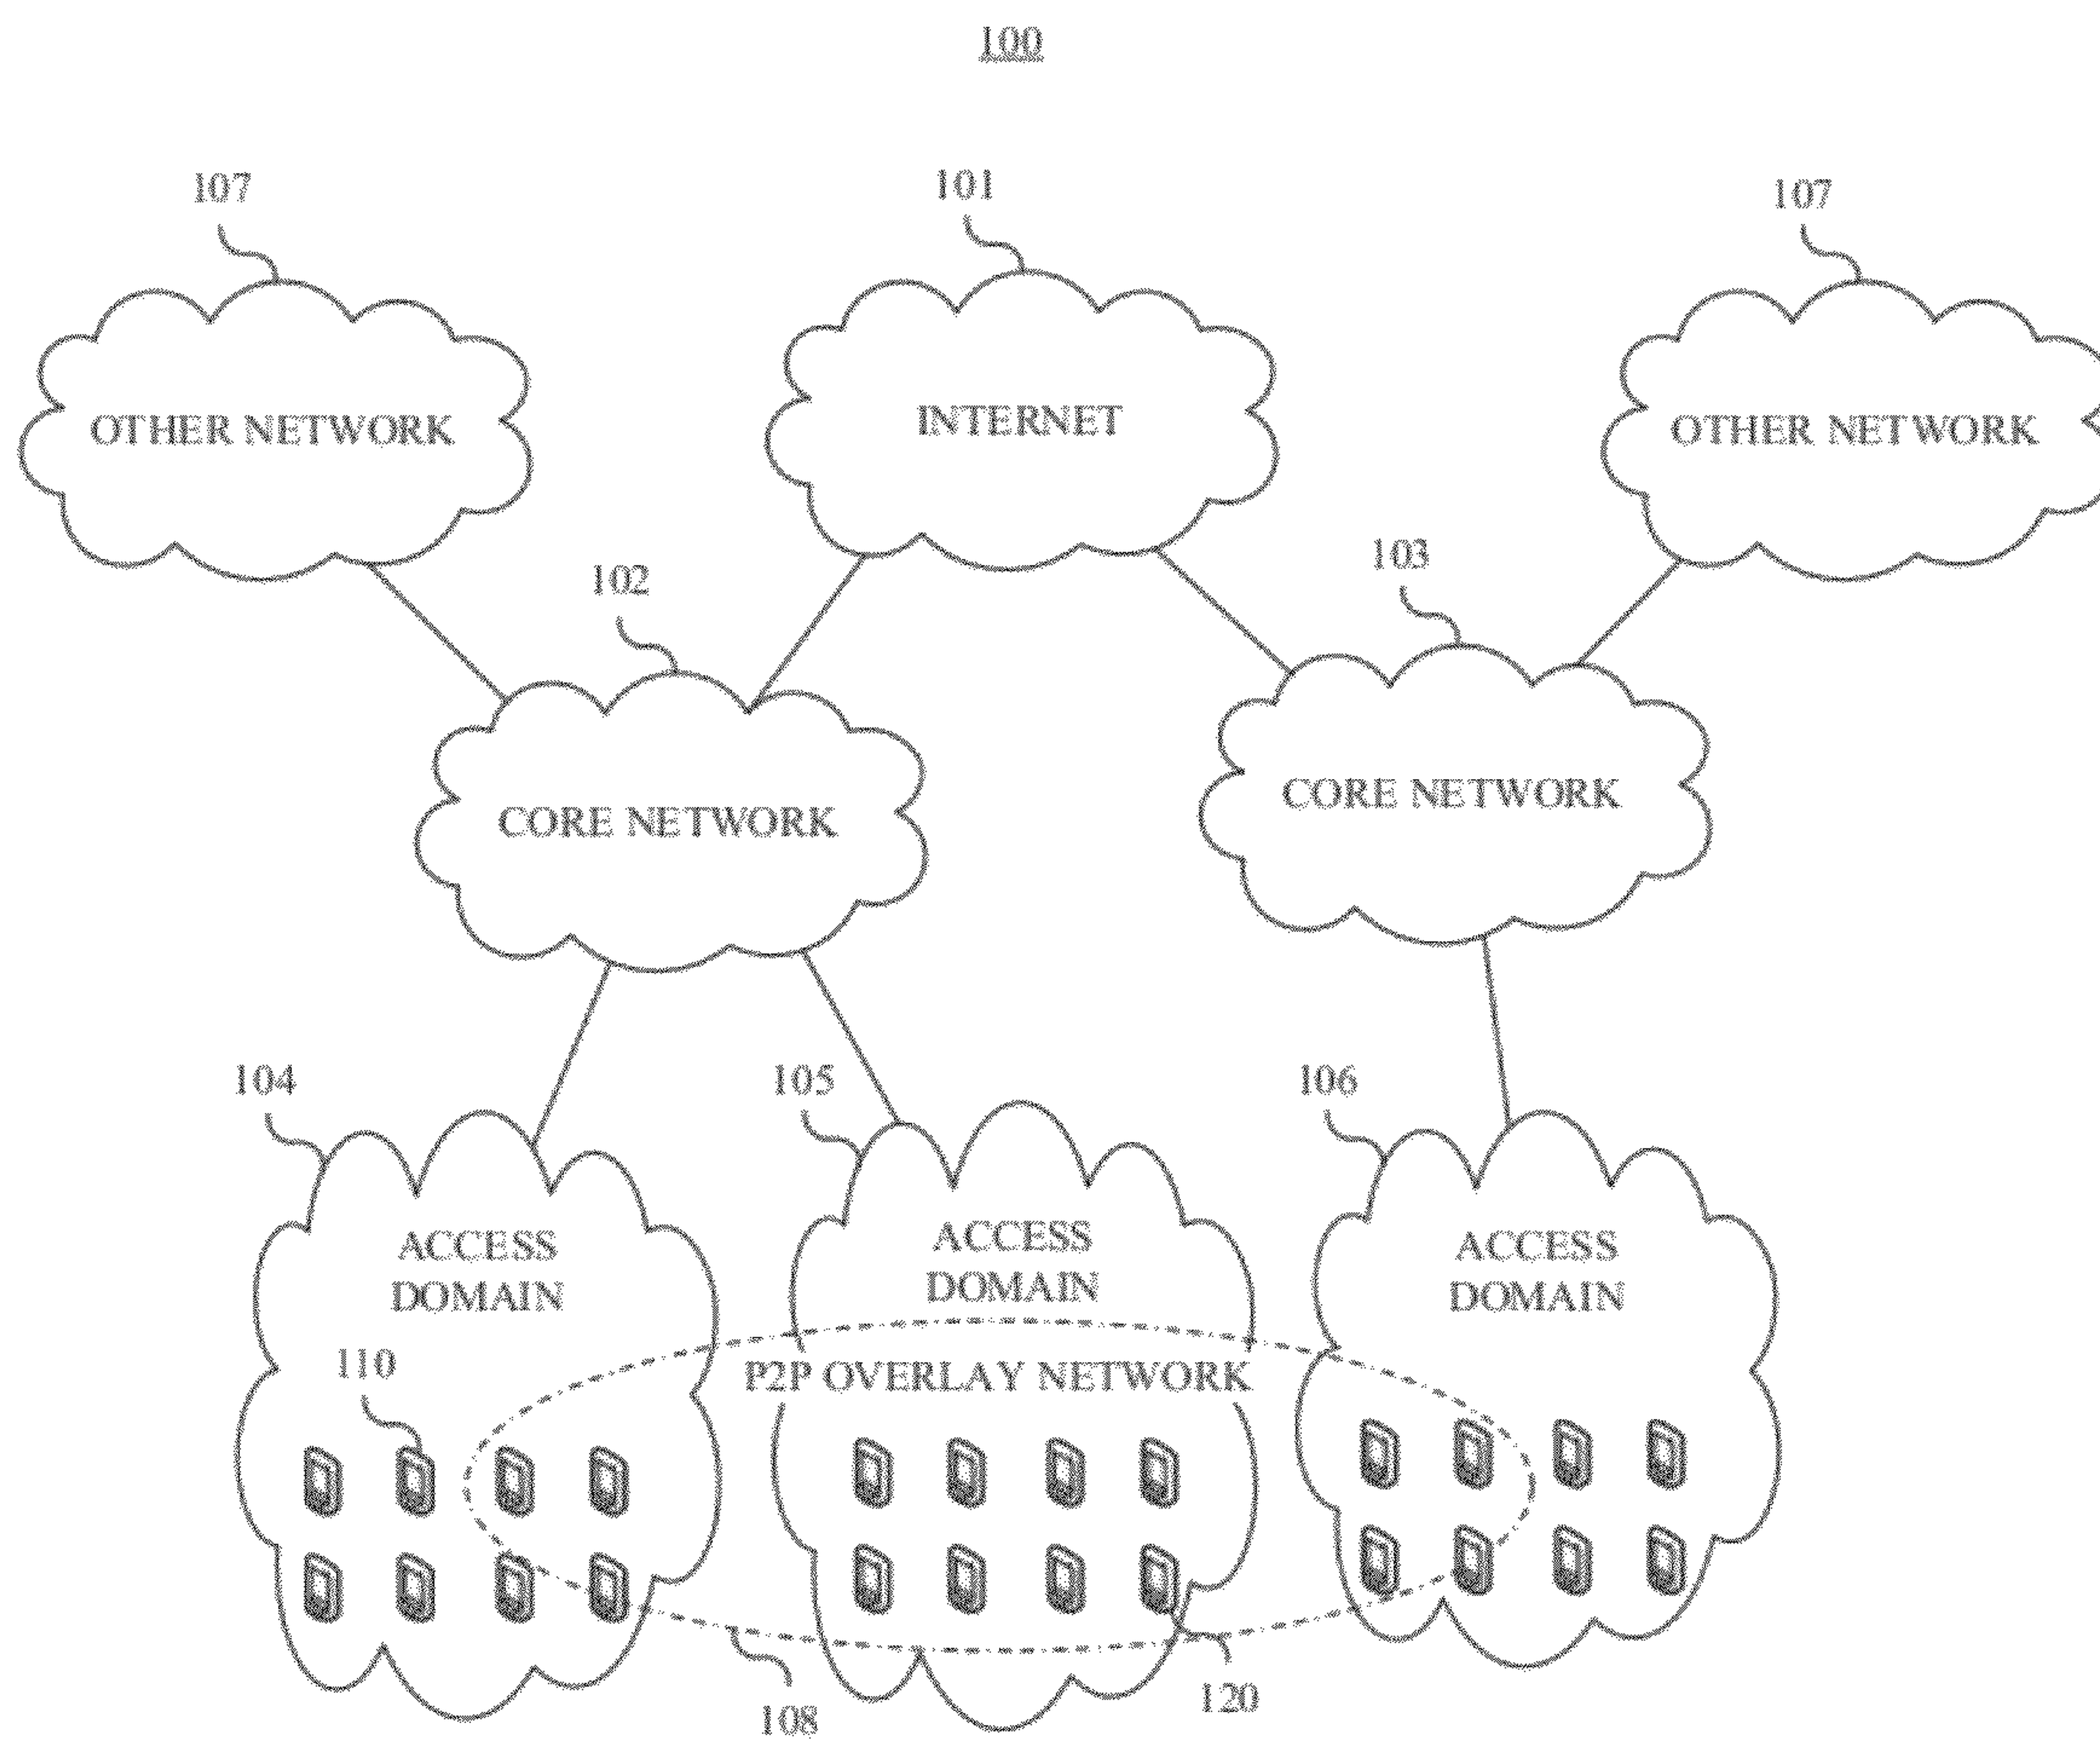 100
107
101
107
OTHER NETWORK
INTERNET
OTHER NETWORK
102
103
CORE NETWORK
CORE NETWORK
104
105
106
ACCESS
DOMAIN
ACCESS
DOMAIN
ACCESS
DOMAIN
110
P2P OVERLAY NETWORK
108
120